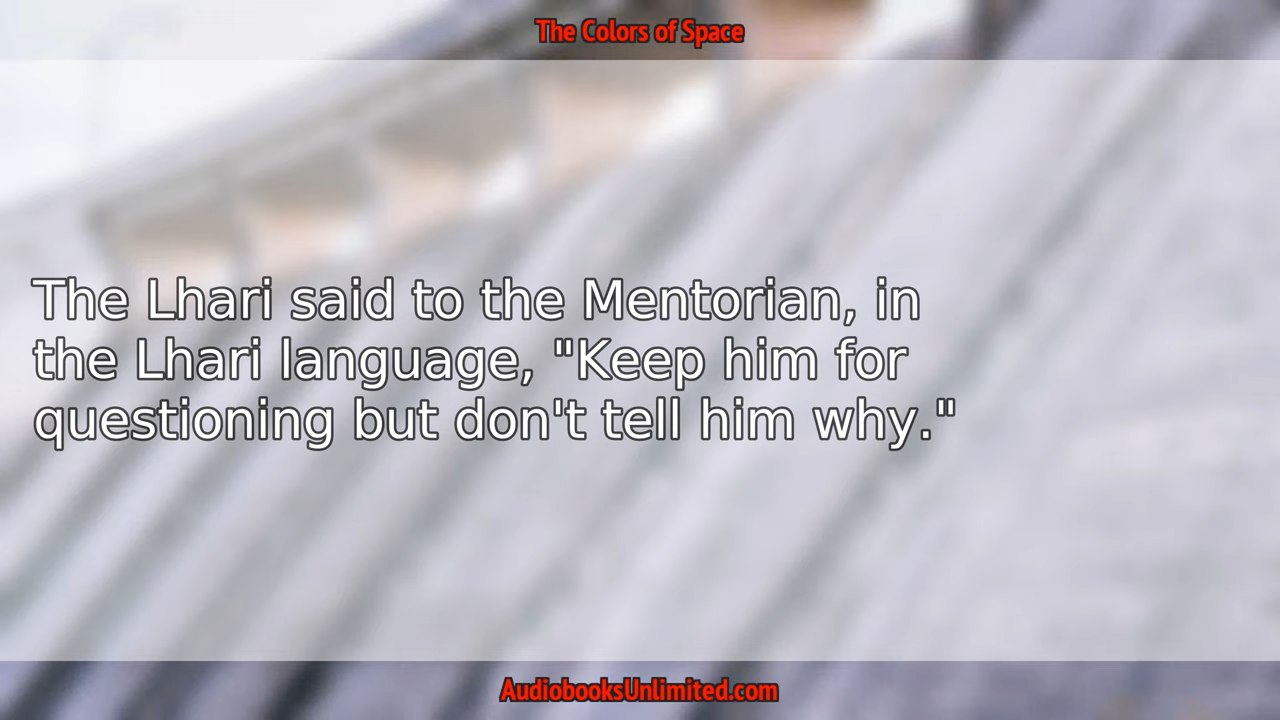 The Colors of Space
The Lhari said to the Mentorian, in
the Lhari language, "Keep him for
questioning but don't tell him why."
AudiobooksUnlimited.com